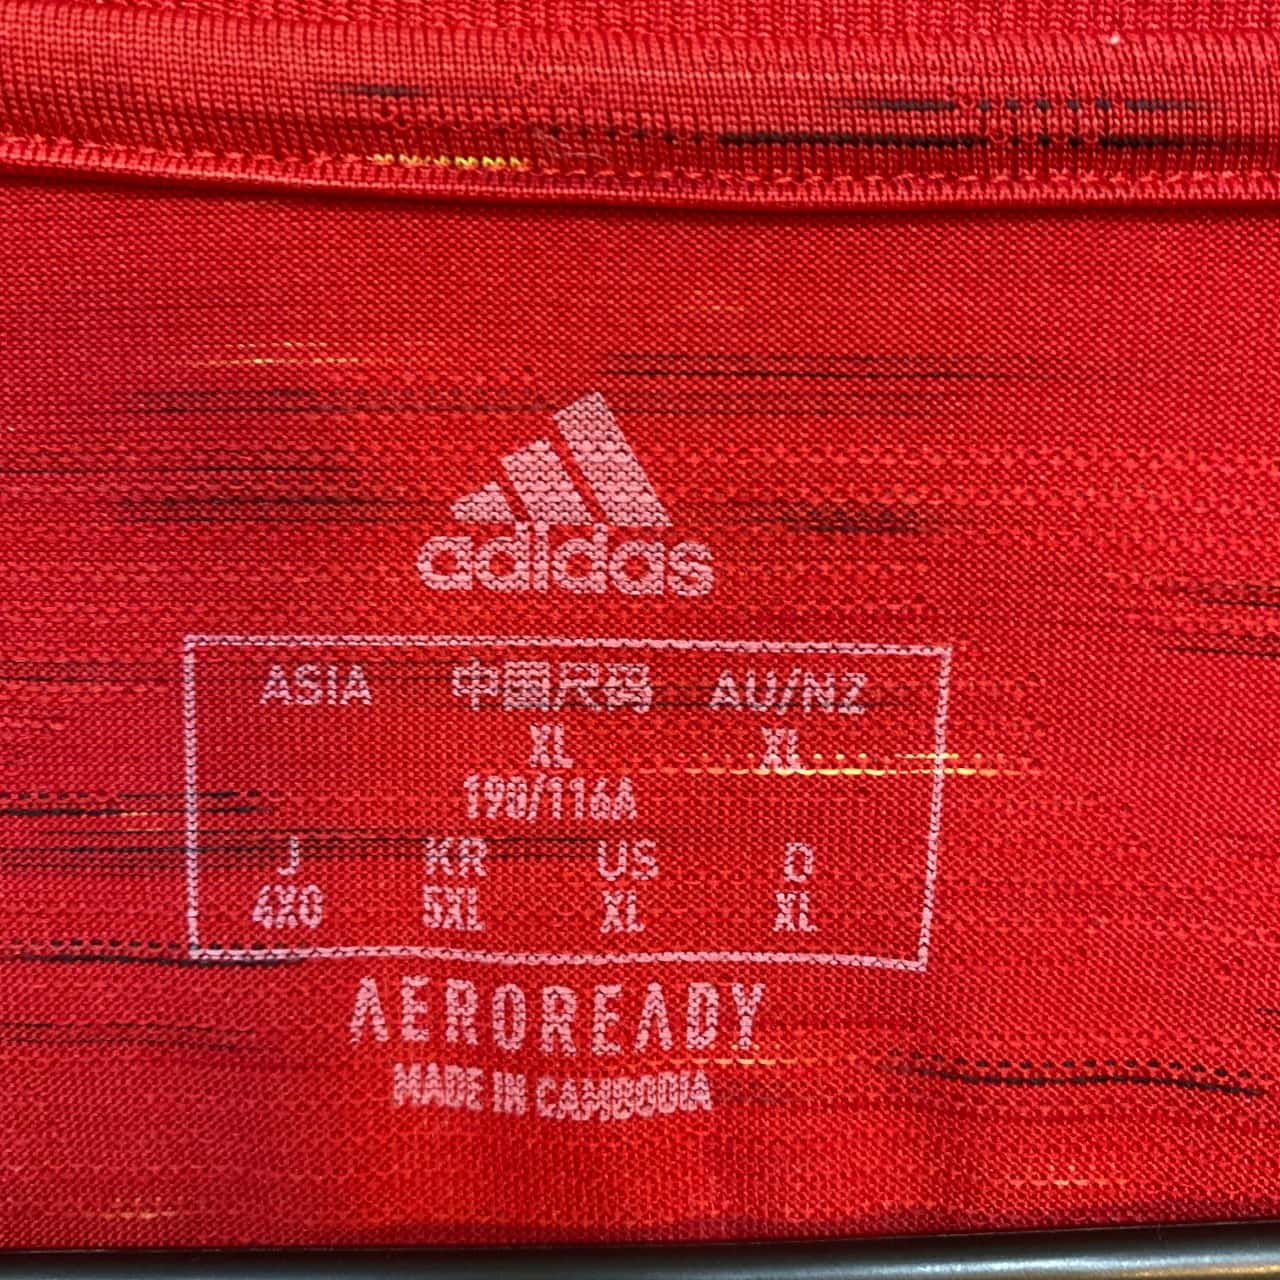 adidas
ASIA 中国尺码 AU/NZ
XL XL
190/116A
J KR US D
4XO 5XL XL XL
AEROREADY
MADE IN CAMBODIA